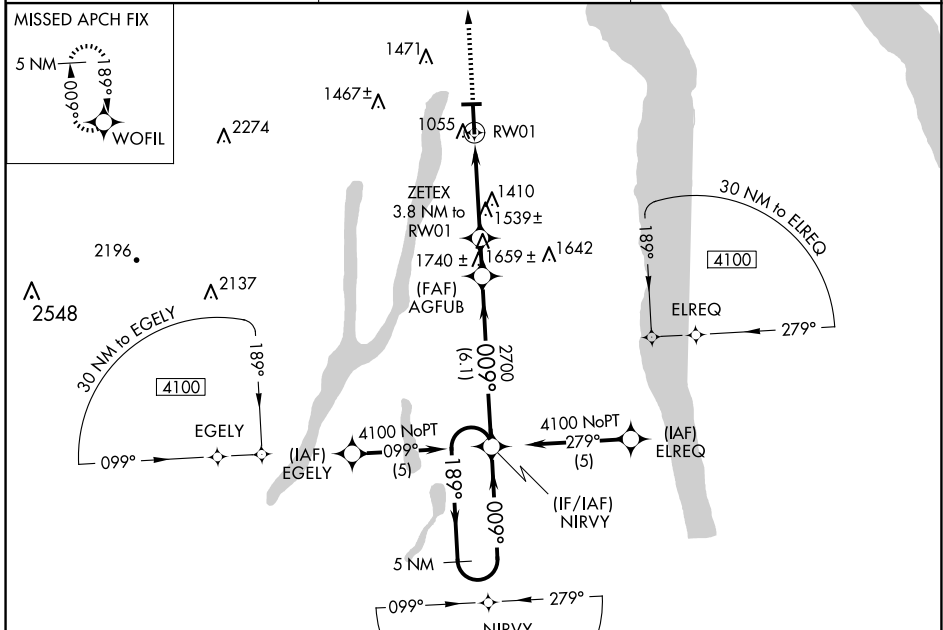 MISSED APCH FIX
5 NM
189°
009°
WOFIL
1471
1467±
2274
1055
RW01
ZETEX
3.8 NM to
RW01
1410
1539±
1740 ±
1659 ±
1642
(FAF)
AGFUB
2196
2548
2137
30 NM to EGELY
189°
4100
EGELY
099°
30 NM to ELREQ
189°
4100
ELREQ
279°
2700
009°
(6.1)
(IAF)
EGELY
4100 NoPT
099°
(5)
4100 NoPT
279°
(5)
(IAF)
ELREQ
(IF/IAF)
NIRVY
189°
009°
5 NM
099°
279°
NIRVY